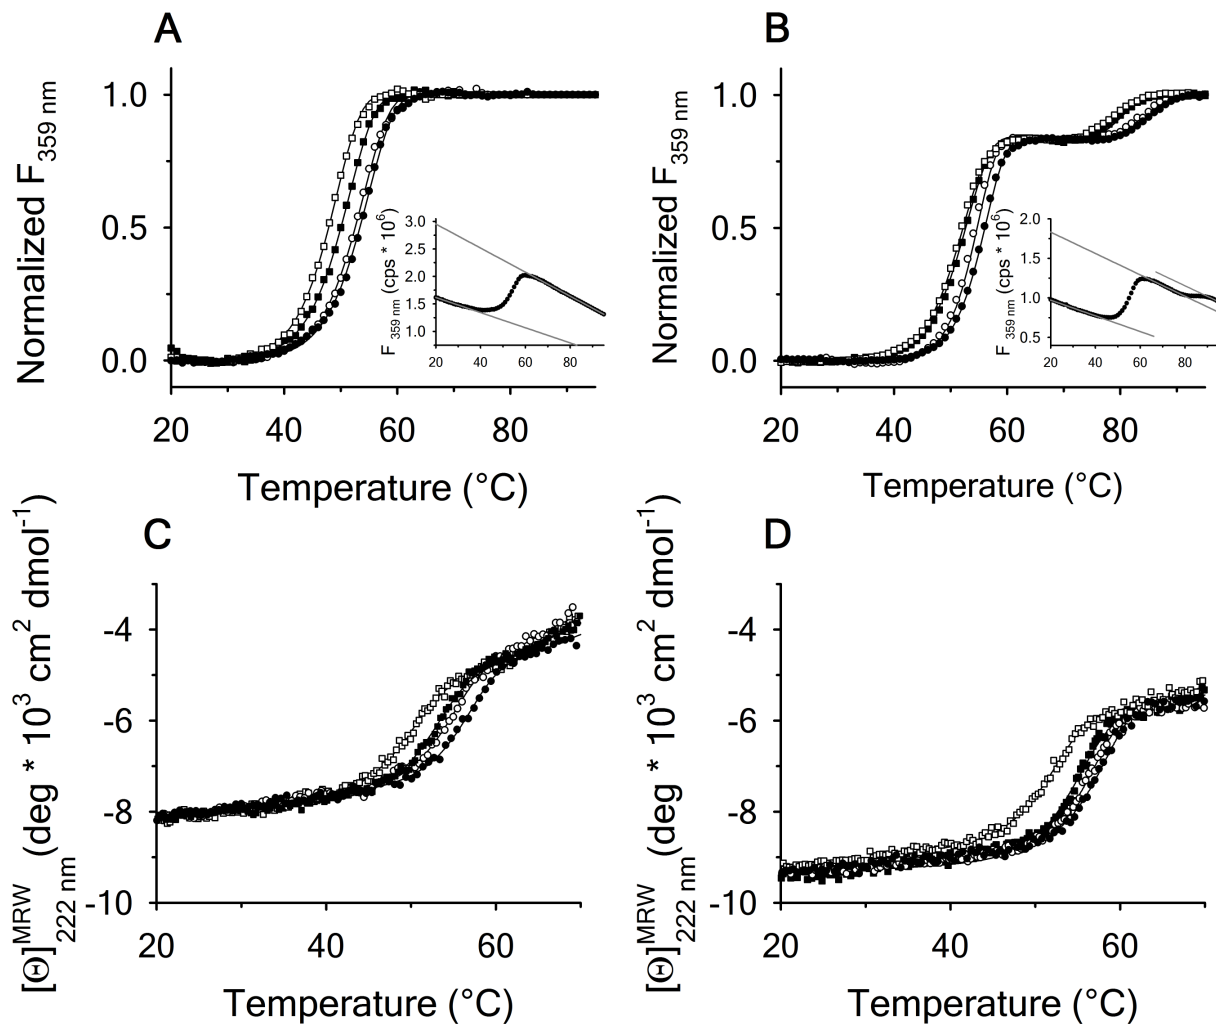 A
Normalized F359 nm
1.0
0.5
0.0
20 40 60 80
Temperature (°C)
F359 nm (cps * 10^6)
3.0
2.5
2.0
1.5
1.0
20 40 60 80
B
Normalized F359 nm
1.0
0.5
0.0
20 40 60 80
Temperature (°C)
F359 nm (cps * 10^6)
2.0
1.5
1.0
0.5
20 40 60 80
C
[Θ]MRW 222 nm (deg * 10^3 cm^2 dmol^-1)
-4
-6
-8
-10
20 40 60
Temperature (°C)
D
[Θ]MRW 222 nm (deg * 10^3 cm^2 dmol^-1)
-4
-6
-8
-10
20 40 60
Temperature (°C)